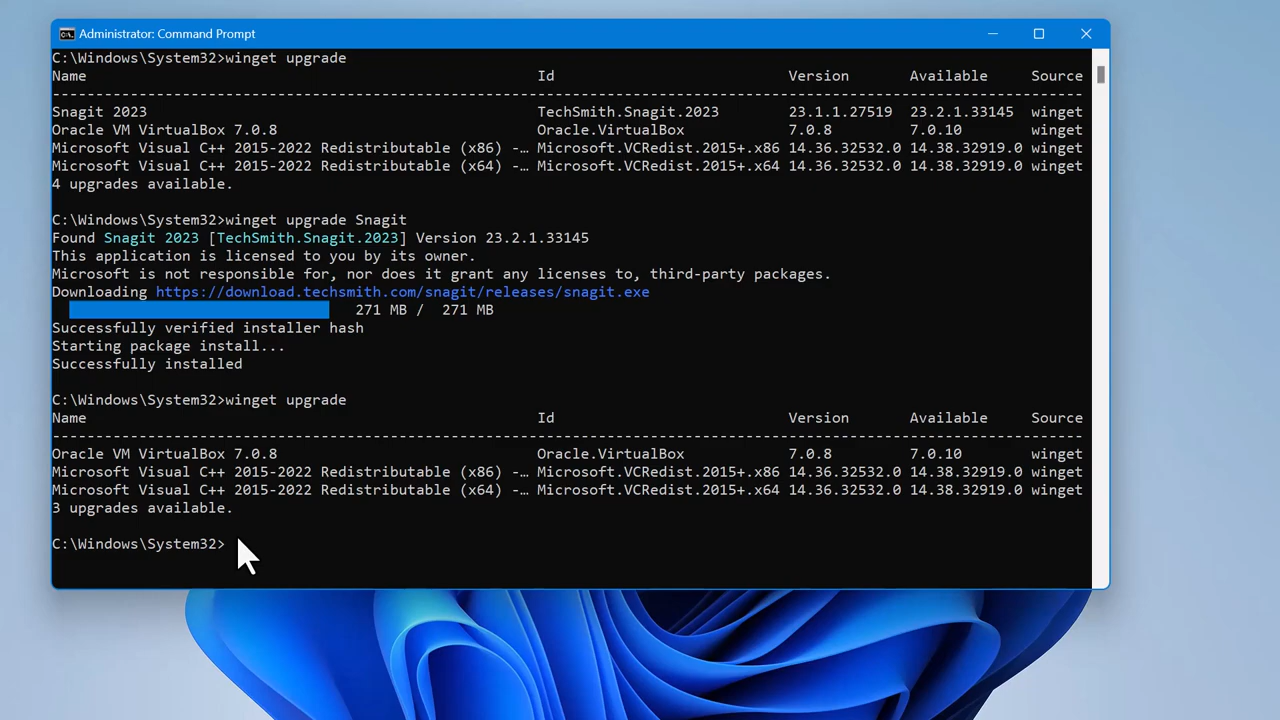 Administrator: Command Prompt
C:\Windows\System32>winget upgrade
Name Id Version Available Source
--------------------------------------------------------------------------------
Snagit 2023 TechSmith.Snagit.2023 23.1.1.27519 23.2.1.33145 winget
Oracle VM VirtualBox 7.0.8 Oracle.VirtualBox 7.0.8 7.0.10 winget
Microsoft Visual C++ 2015-2022 Redistributable (x86) -… Microsoft.VCRedist.2015+.x86 14.36.32532.0 14.38.32919.0 winget
Microsoft Visual C++ 2015-2022 Redistributable (x64) -… Microsoft.VCRedist.2015+.x64 14.36.32532.0 14.38.32919.0 winget
4 upgrades available.
C:\Windows\System32>winget upgrade Snagit
Found Snagit 2023 [TechSmith.Snagit.2023] Version 23.2.1.33145
This application is licensed to you by its owner.
Microsoft is not responsible for, nor does it grant any licenses to, third-party packages.
Downloading https://download.techsmith.com/snagit/releases/snagit.exe
271 MB / 271 MB
Successfully verified installer hash
Starting package install...
Successfully installed
C:\Windows\System32>winget upgrade
Name Id Version Available Source
--------------------------------------------------------------------------------
Oracle VM VirtualBox 7.0.8 Oracle.VirtualBox 7.0.8 7.0.10 winget
Microsoft Visual C++ 2015-2022 Redistributable (x86) -… Microsoft.VCRedist.2015+.x86 14.36.32532.0 14.38.32919.0 winget
Microsoft Visual C++ 2015-2022 Redistributable (x64) -… Microsoft.VCRedist.2015+.x64 14.36.32532.0 14.38.32919.0 winget
3 upgrades available.
C:\Windows\System32>